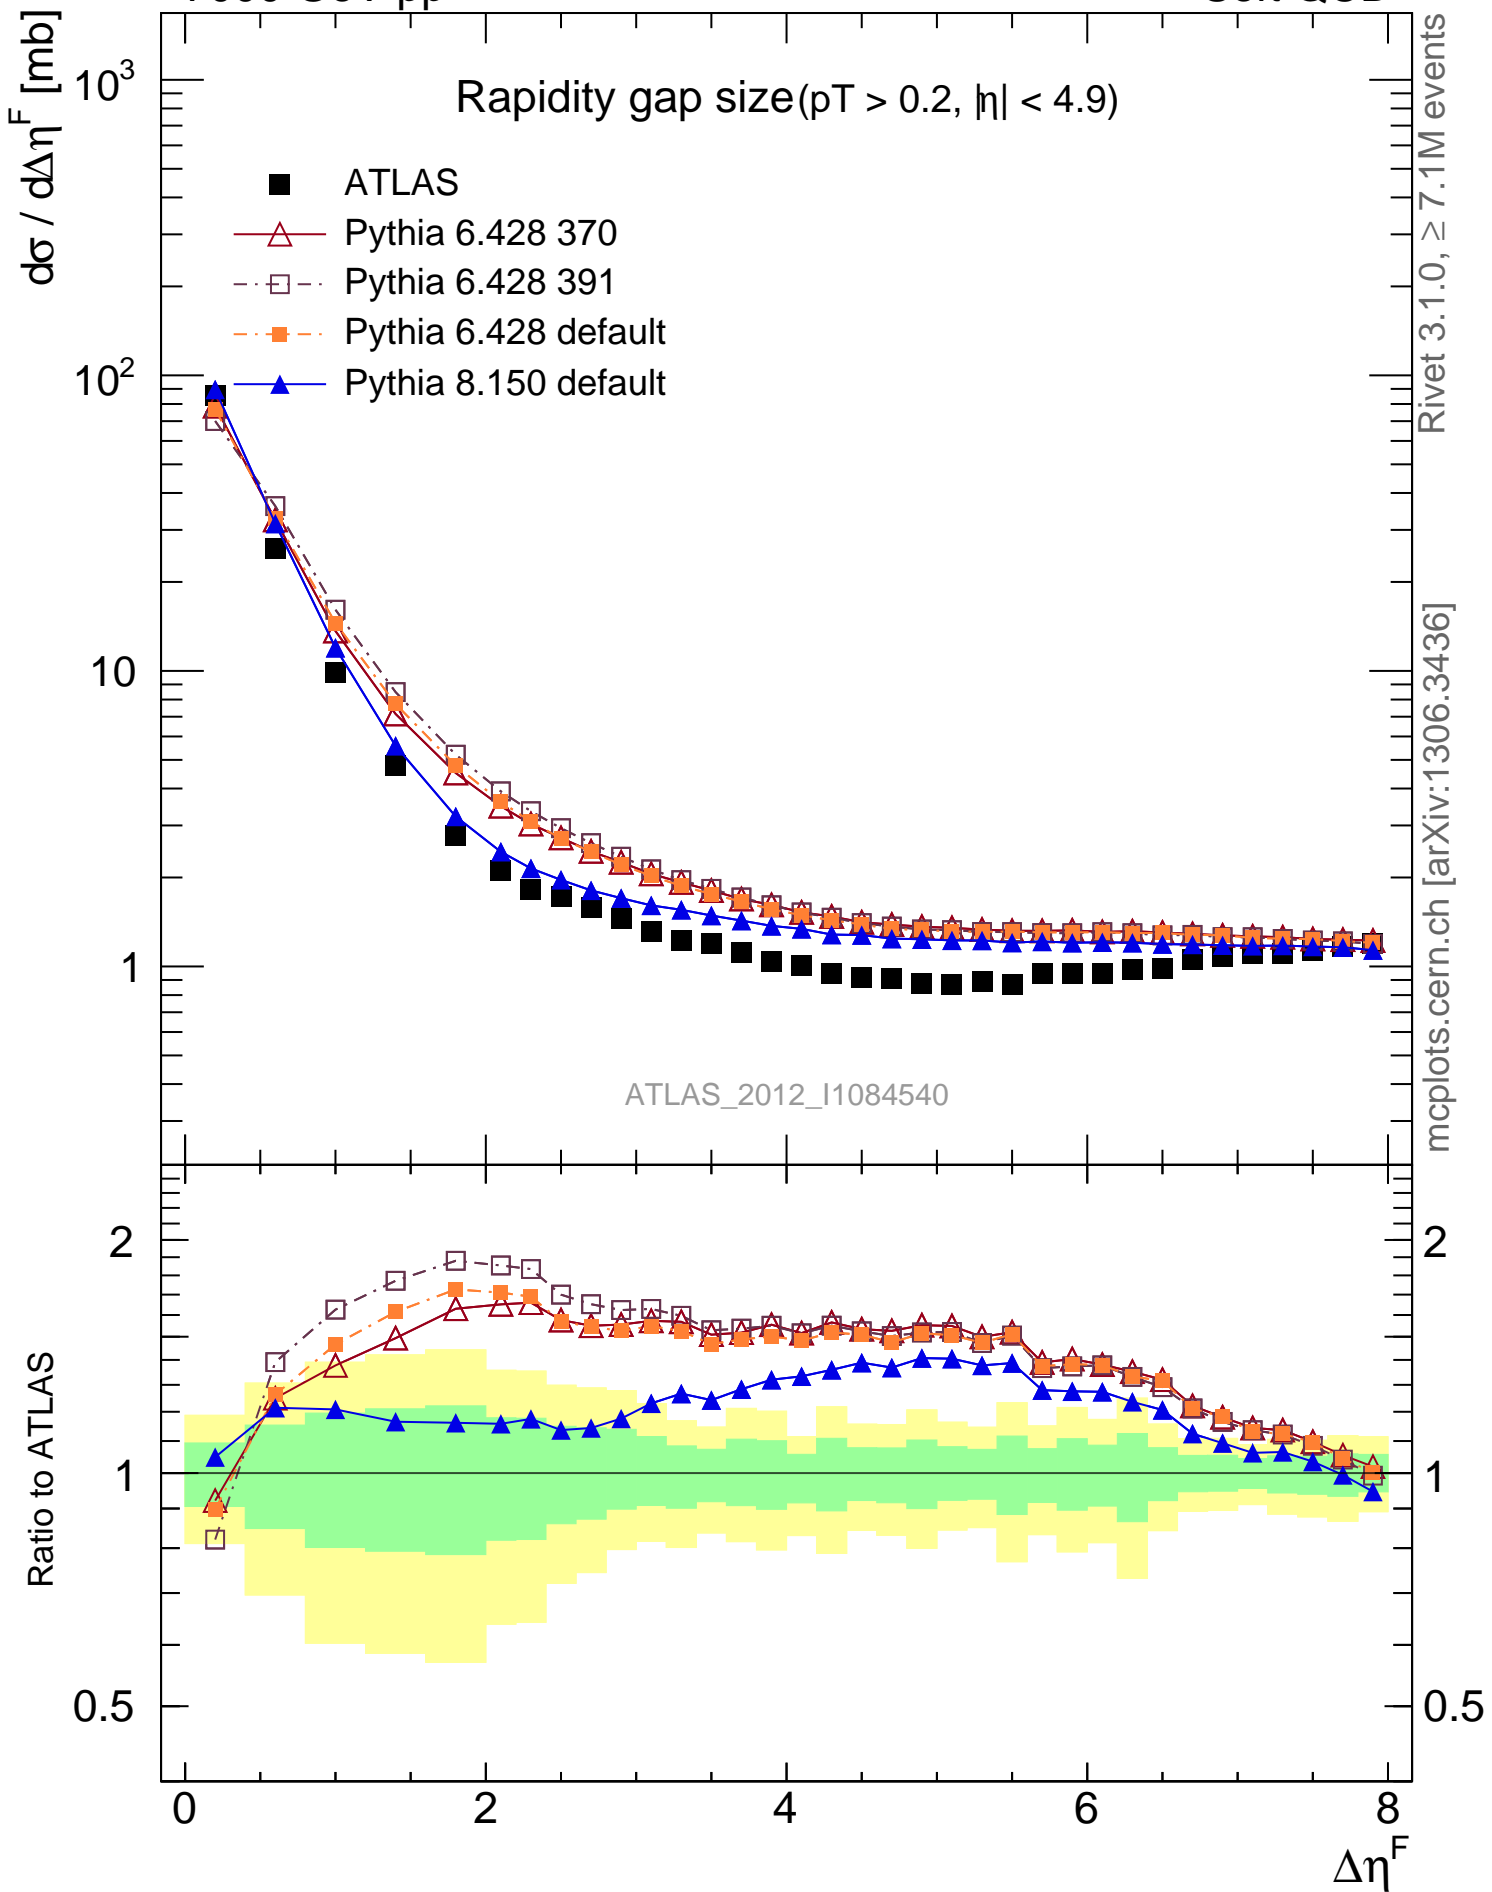 Rapidity gap size (pT > 0.2, |η| < 4.9)
dσ / dΔη^F [mb]
ATLAS
Pythia 6.428 370
Pythia 6.428 391
Pythia 6.428 default
Pythia 8.150 default
10^3
10^2
10
1
ATLAS_2012_I1084540
Rivet 3.1.0, ≥ 7.1M events
mcplots.cern.ch [arXiv:1306.3436]
Ratio to ATLAS
2
1
0.5
2
1
0.5
0 2 4 6 8
Δη^F